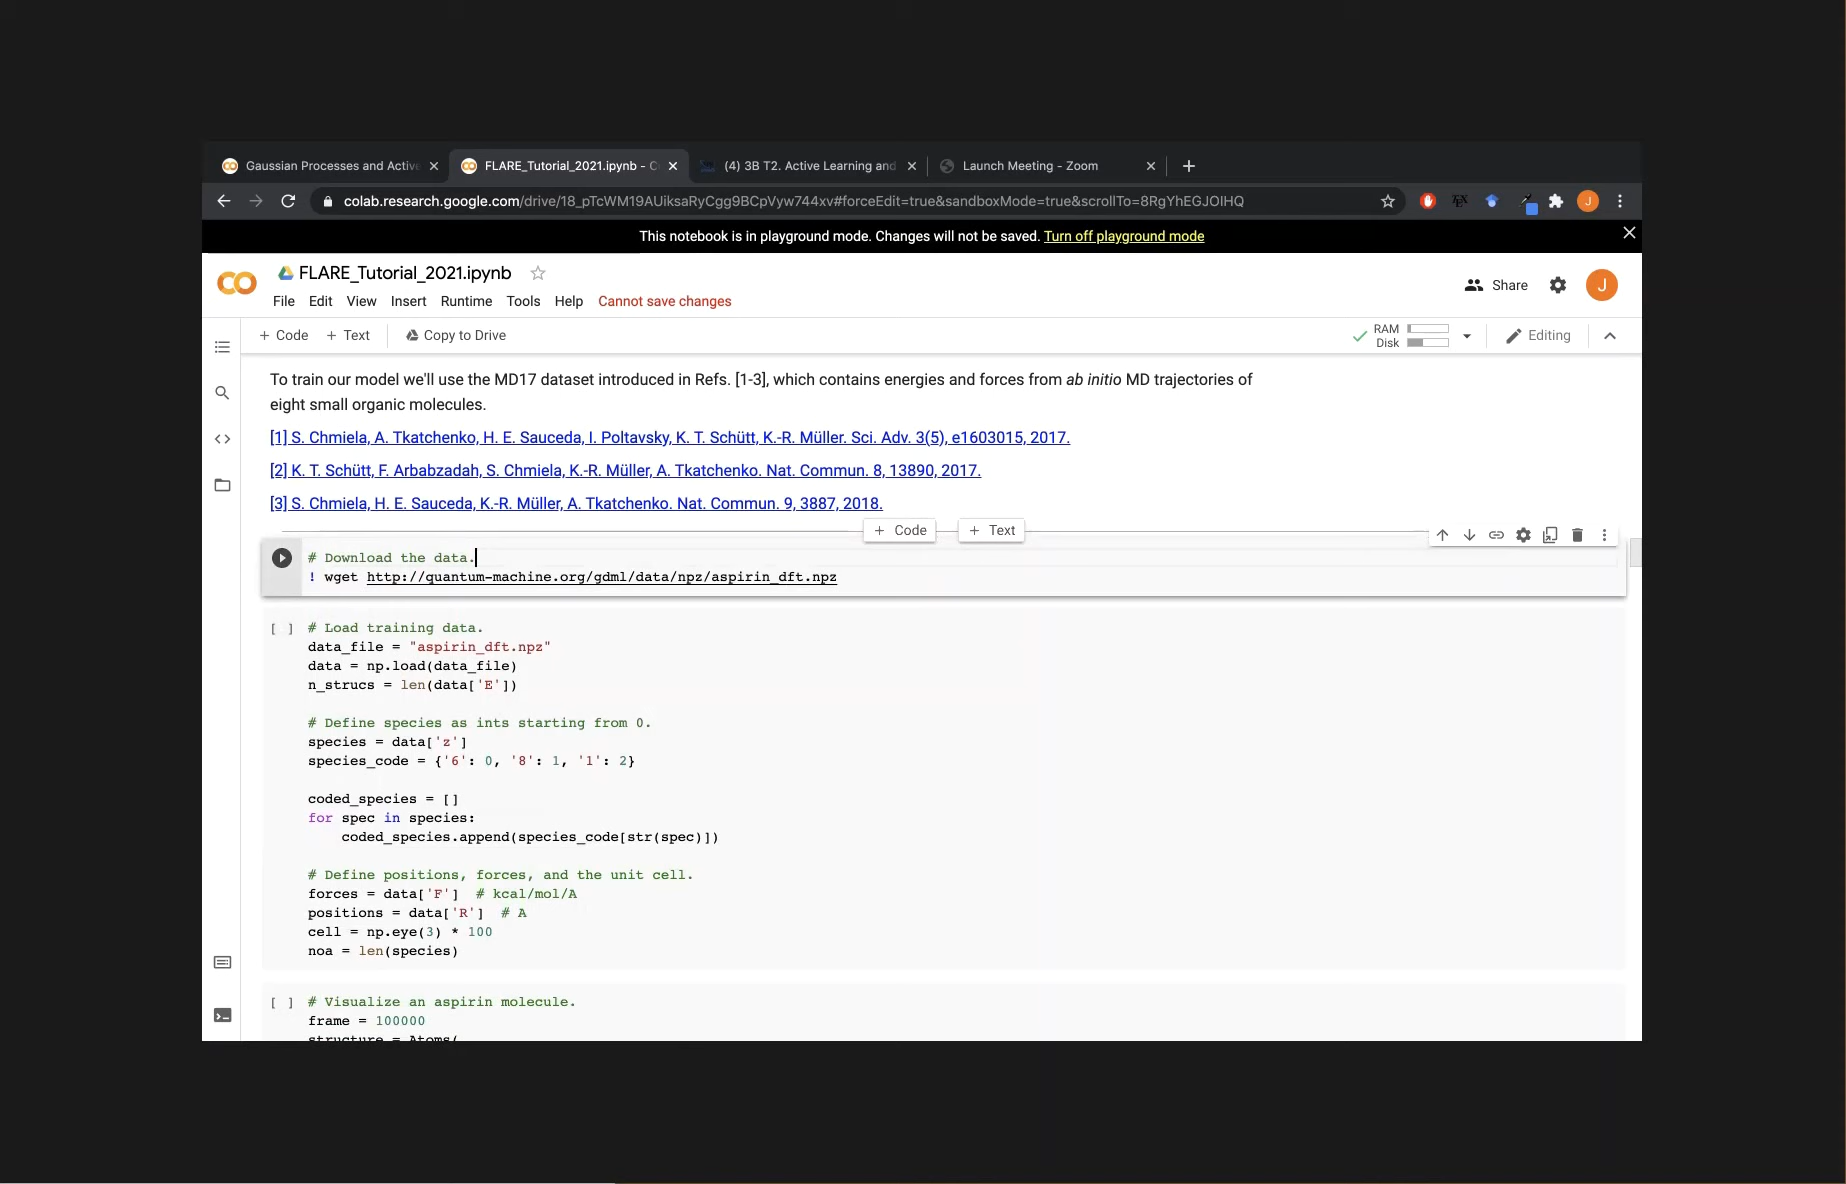 Gaussian Processes and Active
FLARE_Tutorial_2021.ipynb - C
(4) 3B T2. Active Learning and
Launch Meeting - Zoom
colab.research.google.com/drive/18_pTcWM19AUiksaRyCgg9BCpVyw744xv#forceEdit=true&sandboxMode=true&scrollTo=8RgYhEGJOIHQ
This notebook is in playground mode. Changes will not be saved. Turn off playground mode
FLARE_Tutorial_2021.ipynb
File Edit View Insert Runtime Tools Help Cannot save changes
Share
J
+ Code + Text Copy to Drive
RAM
Disk
Editing
To train our model we'll use the MD17 dataset introduced in Refs. [1-3], which contains energies and forces from ab initio MD trajectories of
eight small organic molecules.
[1] S. Chmiela, A. Tkatchenko, H. E. Sauceda, I. Poltavsky, K. T. Schütt, K.-R. Müller. Sci. Adv. 3(5), e1603015, 2017.
[2] K. T. Schütt, F. Arbabzadah, S. Chmiela, K.-R. Müller, A. Tkatchenko. Nat. Commun. 8, 13890, 2017.
[3] S. Chmiela, H. E. Sauceda, K.-R. Müller, A. Tkatchenko. Nat. Commun. 9, 3887, 2018.
+ Code + Text
# Download the data.
! wget http://quantum-machine.org/gdml/data/npz/aspirin_dft.npz
[ ] # Load training data.
data_file = "aspirin_dft.npz"
data = np.load(data_file)
n_strucs = len(data['E'])
# Define species as ints starting from 0.
species = data['z']
species_code = {'6': 0, '8': 1, '1': 2}
coded_species = []
for spec in species:
    coded_species.append(species_code[str(spec)])
# Define positions, forces, and the unit cell.
forces = data['F']  # kcal/mol/A
positions = data['R']  # A
cell = np.eye(3) * 100
noa = len(species)
[ ] # Visualize an aspirin molecule.
frame = 100000
structure = Atoms(